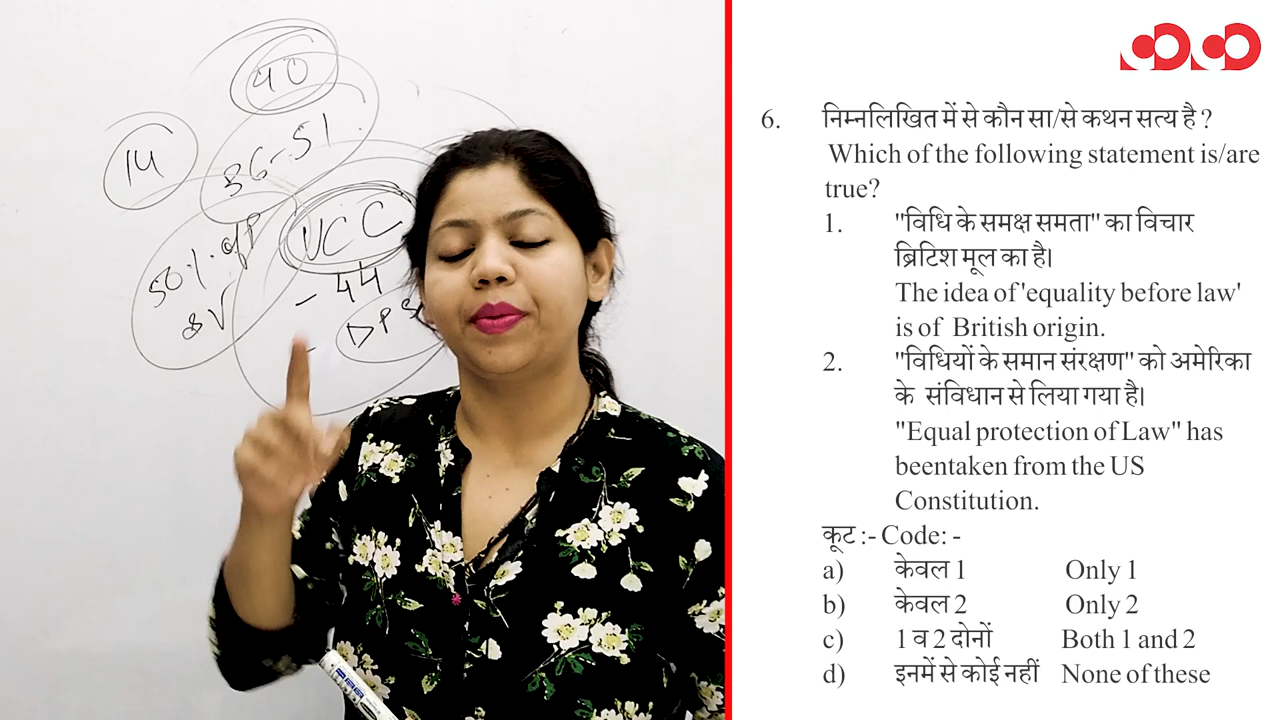 40
14
36-51
50% of
UCC
- 44
6. निम्नलिखित में से कौन सा/से कथन सत्य है ?
Which of the following statement is/are
true?
1. "विधि के समक्ष समता" का विचार
ब्रिटिश मूल का है।
The idea of 'equality before law'
is of British origin.
2. "विधियों के समान संरक्षण" को अमेरिका
के संविधान से लिया गया है।
"Equal protection of Law" has
beentaken from the US
Constitution.
कूट :- Code: -
a) केवल 1 Only 1
b) केवल 2 Only 2
c) 1 व 2 दोनों Both 1 and 2
d) इनमें से कोई नहीं None of these